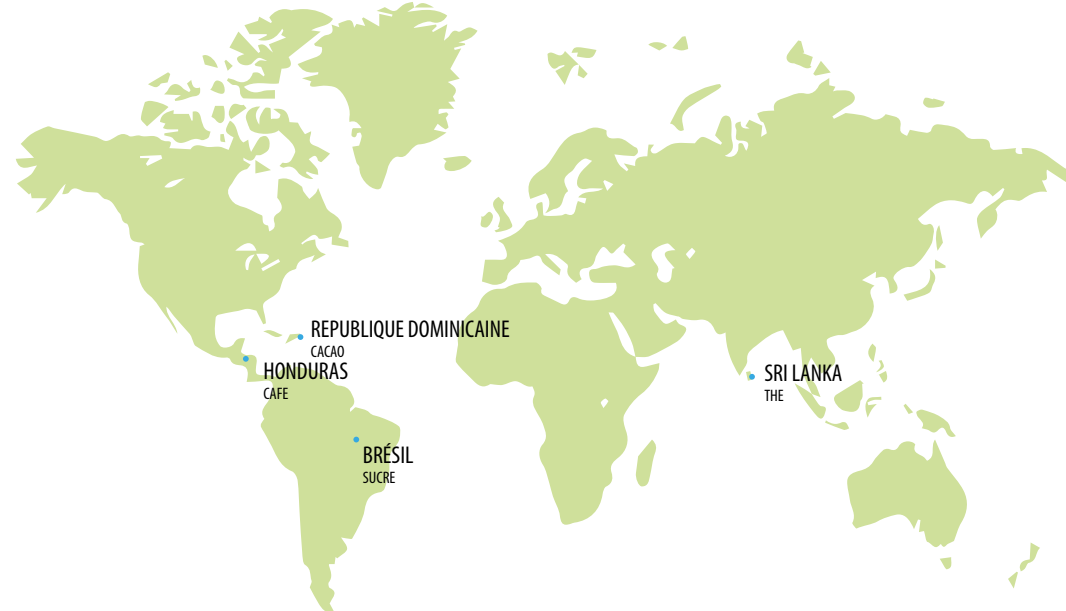 REPUBLIQUE DOMINICAINE
CACAO
HONDURAS
CAFE
SRI LANKA
THE
BRÉSIL
SUCRE